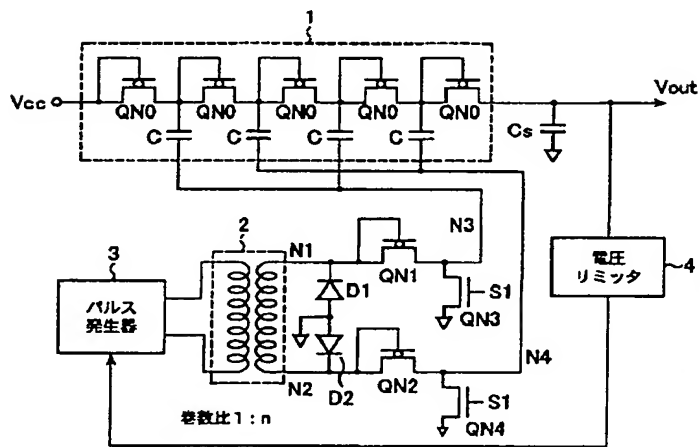 1
Vcc
QN0 QN0 QN0 QN0 QN0
Vout
C C C C
Cs
N3
2
N1
3
パルス
発生器
D1
QN1
S1
QN3
電圧
リミッタ
4
N4
N2
D2
QN2
S1
QN4
巻数比1:n